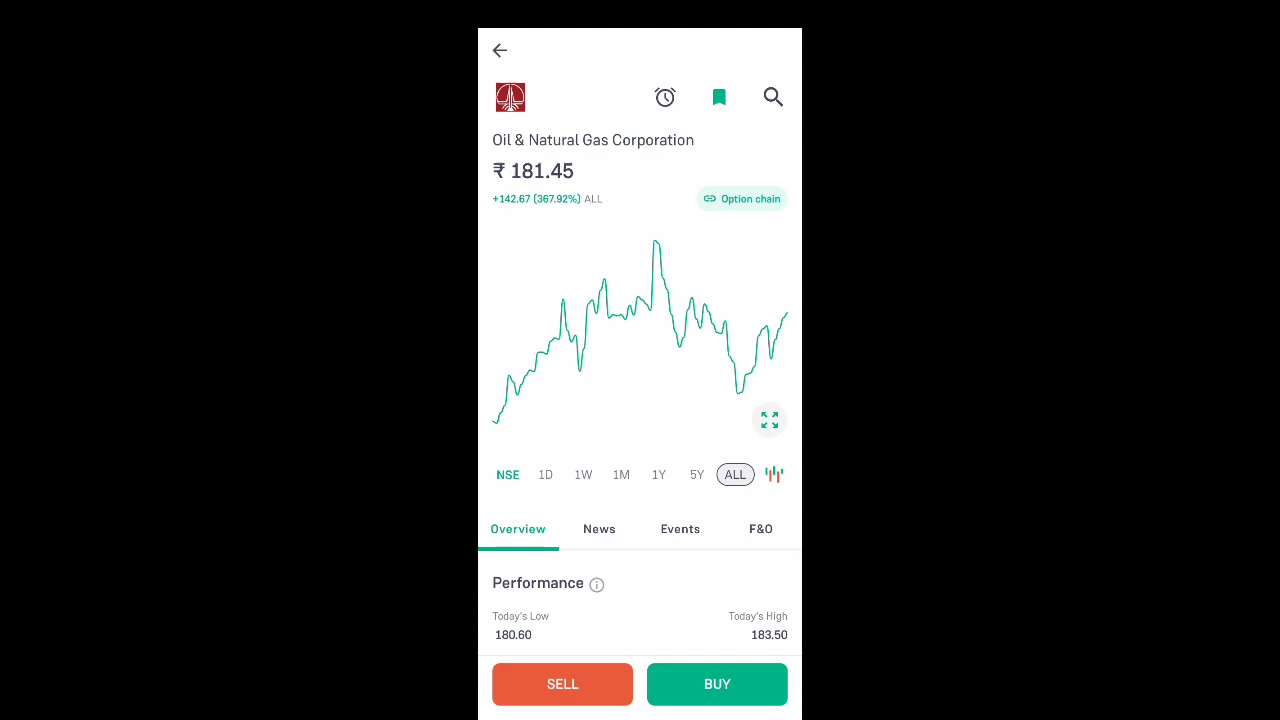 Oil & Natural Gas Corporation
₹ 181.45
+142.67 (367.92%) ALL
Option chain
NSE 1D 1W 1M 1Y 5Y ALL
Overview News Events F&O
Performance
Today's Low Today's High
180.60 183.50
SELL BUY